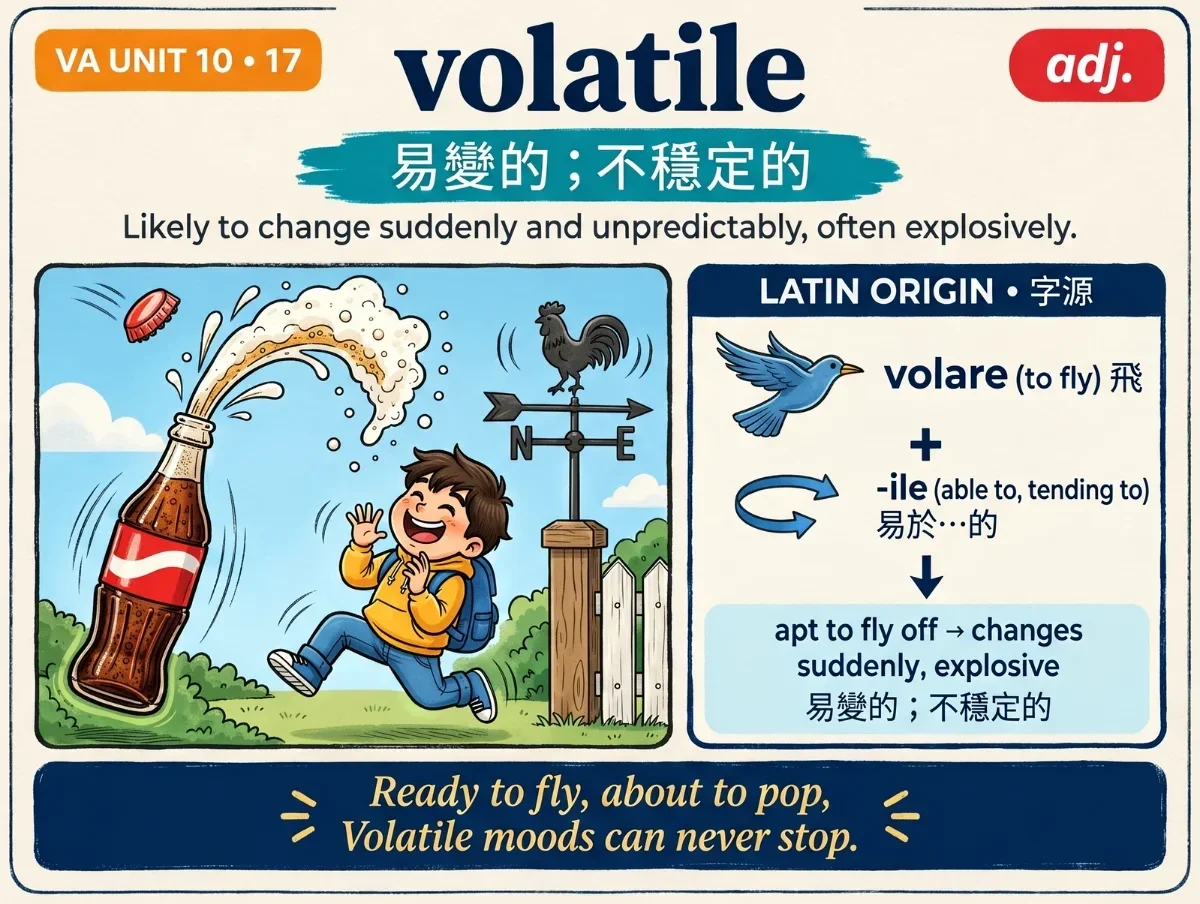 VA UNIT 10 • 17
volatile
adj.
易變的；不穩定的
Likely to change suddenly and unpredictably, often explosively.
N E
LATIN ORIGIN • 字源
volare (to fly) 飛
+
-ile (able to, tending to)
易於…的
apt to fly off → changes
suddenly, explosive
易變的；不穩定的
Ready to fly, about to pop,
Volatile moods can never stop.